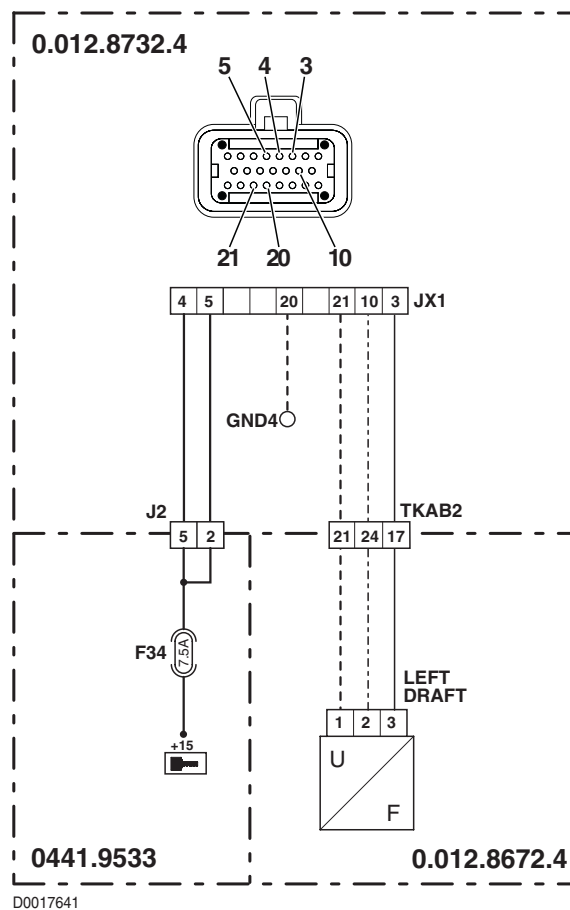 0.012.8732.4
5 4 3
21 20 10
4 5 20 21 10 3 JX1
GND4
J2 TKAB2
5 2 21 24 17
F34 7.5A
LEFT
DRAFT
+15 1 2 3
U
F
0441.9533 0.012.8672.4
D0017641